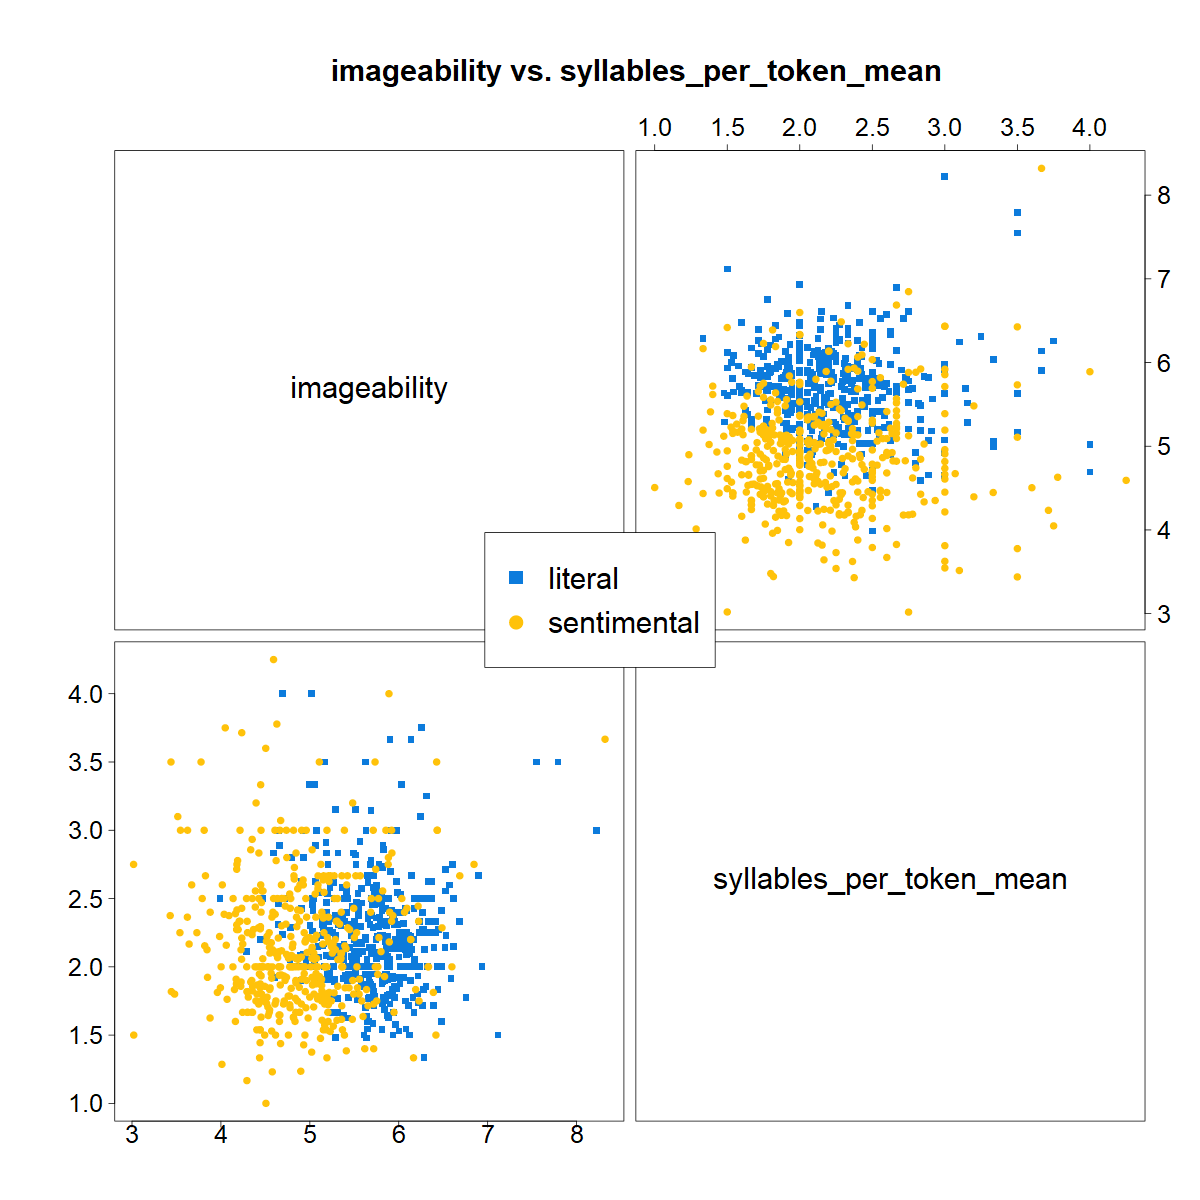 imageability vs. syllables_per_token_mean
1.0 1.5 2.0 2.5 3.0 3.5 4.0
8
7
6
5
4
3
imageability
literal
sentimental
4.0
3.5
3.0
2.5
2.0
1.5
1.0
syllables_per_token_mean
3 4 5 6 7 8